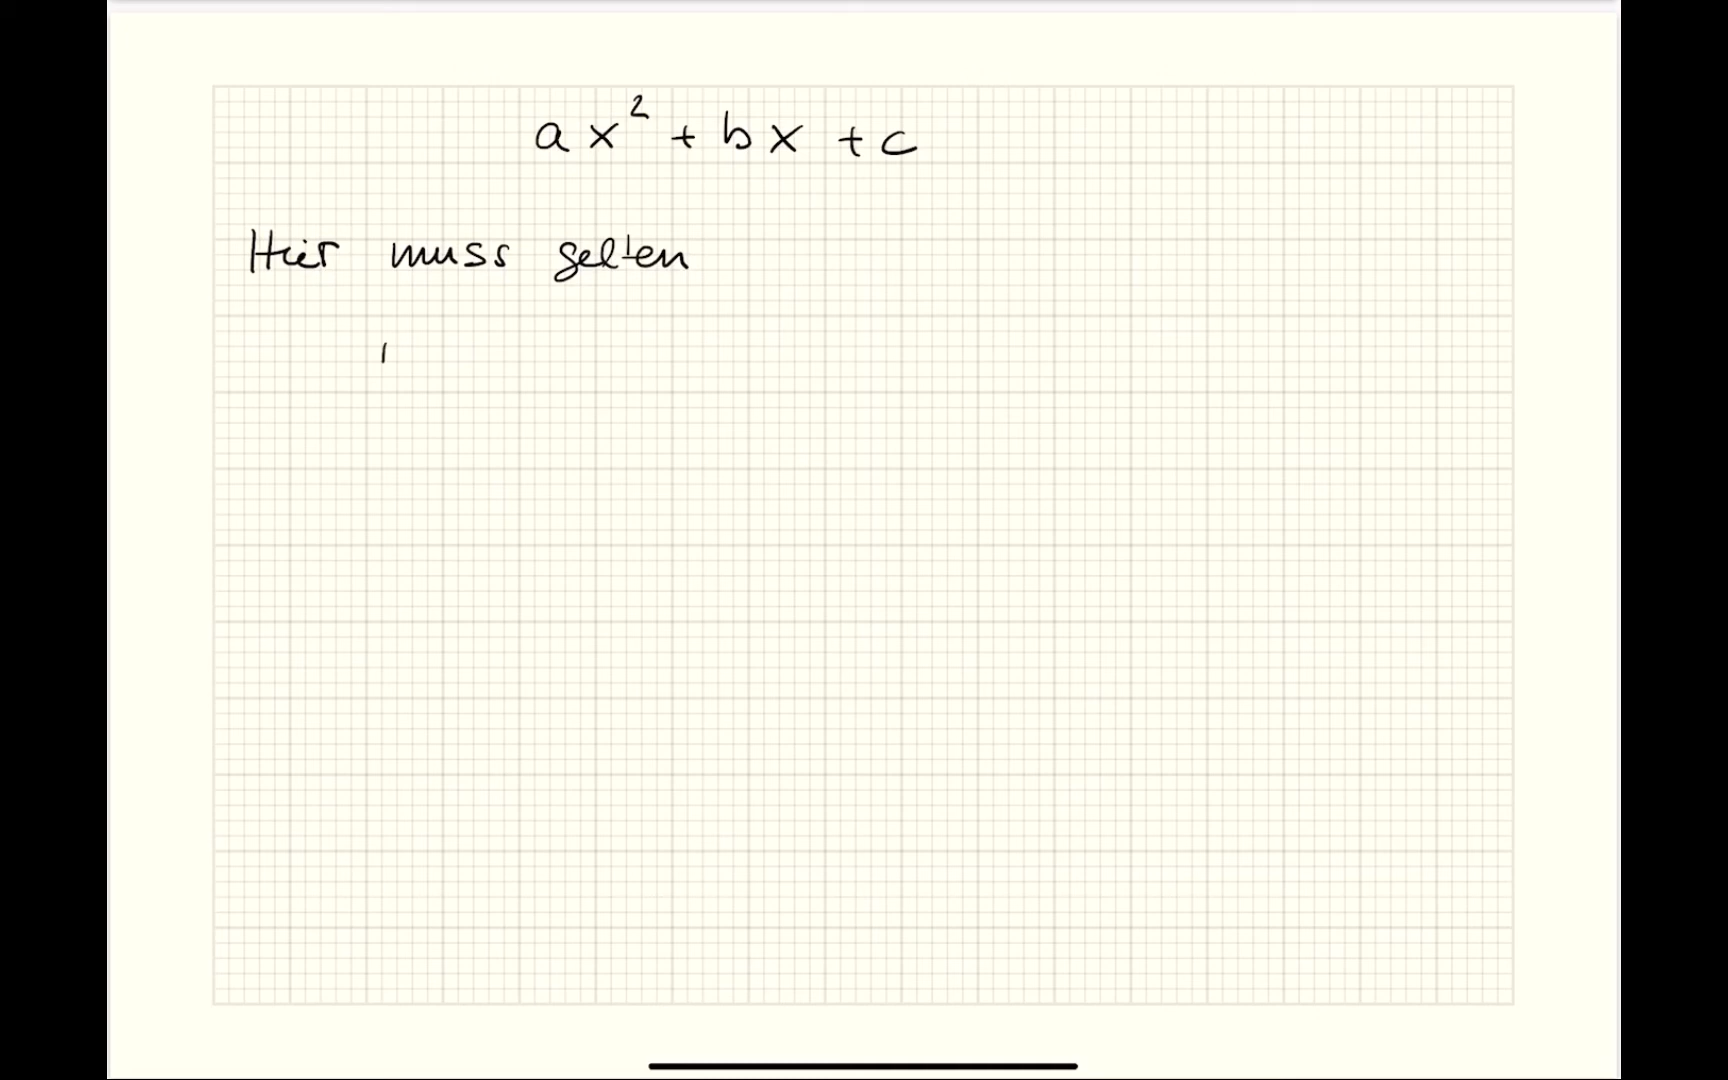 ax² + bx + c
Hier muss gelten